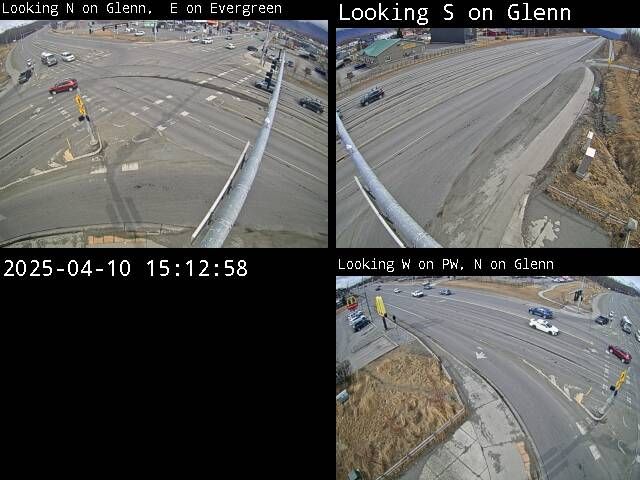 Looking N on Glenn,  E on Evergreen
Looking S on Glenn
2025-04-10 15:12:58
Looking W on PW, N on Glenn